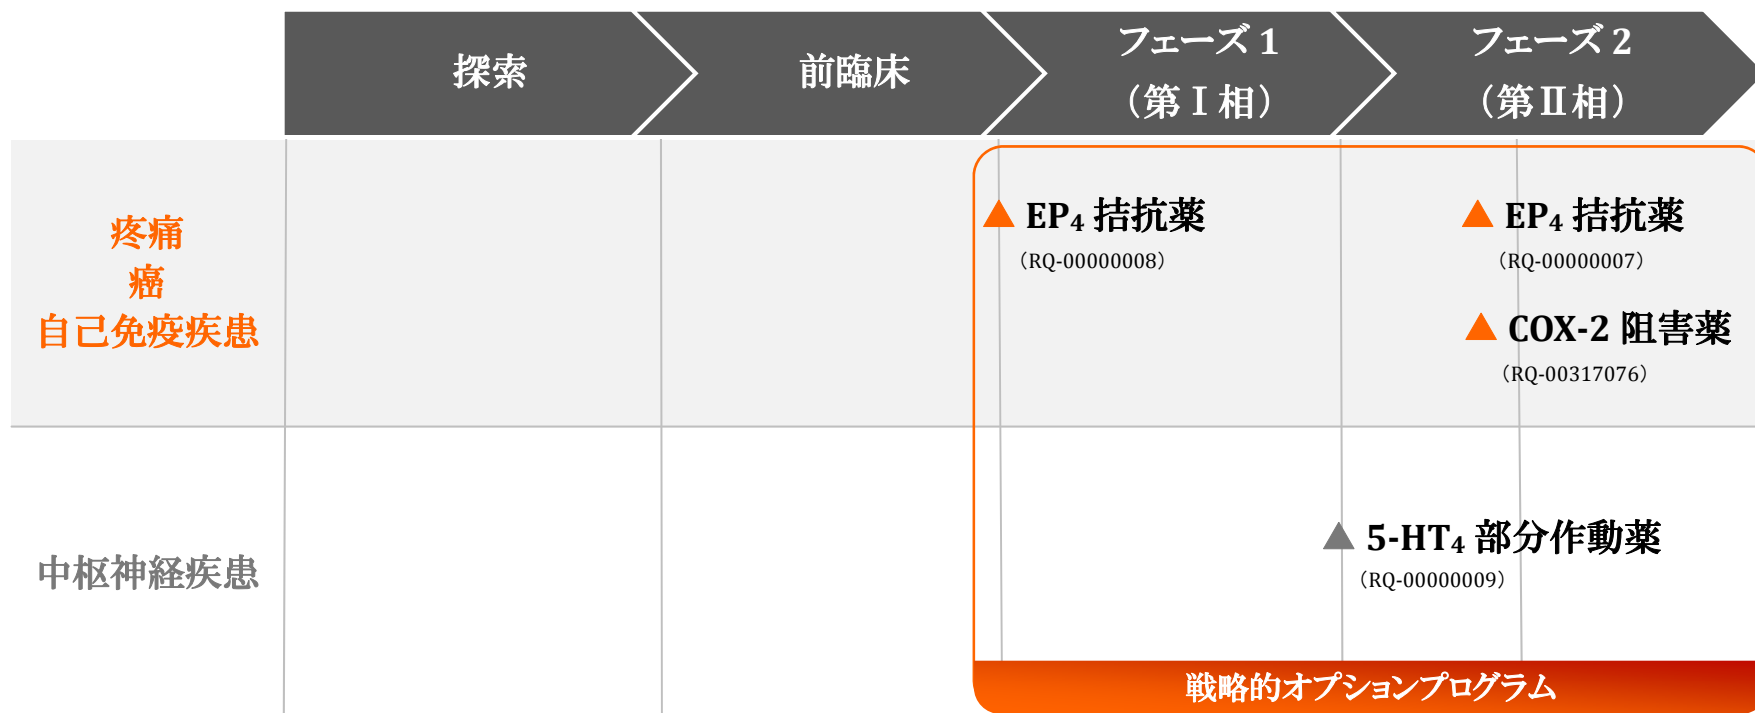 探索
前臨床
フェーズ 1
（第Ⅰ相）
フェーズ 2
（第Ⅱ相）
疼痛
癌
自己免疫疾患
▲ EP₄ 拮抗薬
（RQ-00000008）
▲ EP₄ 拮抗薬
（RQ-00000007）
▲ COX-2 阻害薬
（RQ-00317076）
中枢神経疾患
▲ 5-HT₄ 部分作動薬
（RQ-00000009）
戦略的オプションプログラム